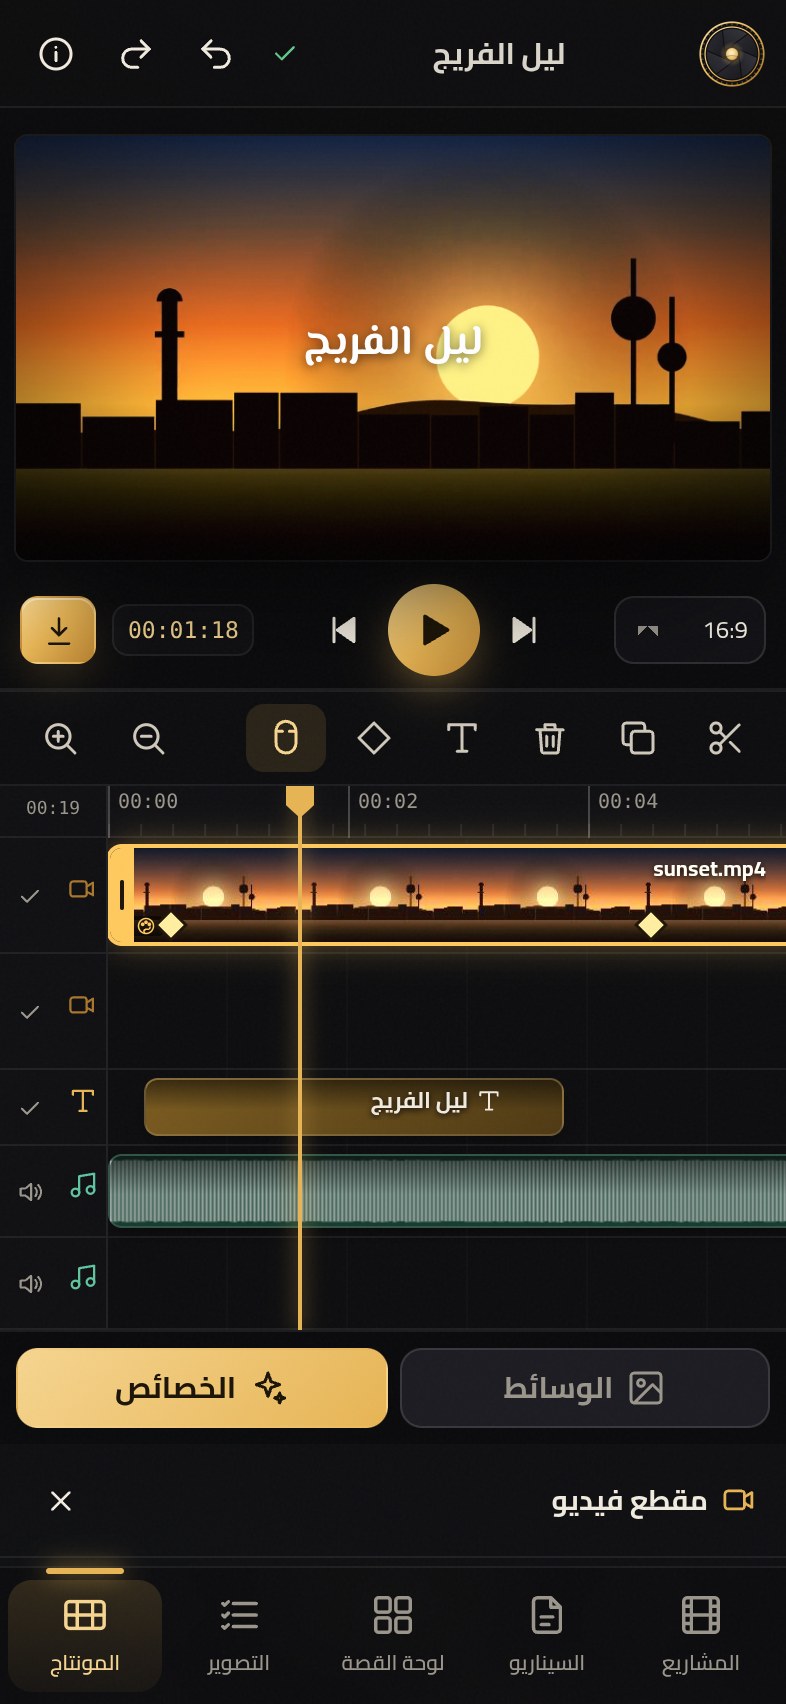 ليل الفريج
ليل الفريج
00:01:18
16:9
00:19
00:00
00:02
00:04
sunset.mp4
ليل الفريج
الوسائط
الخصائص
مقطع فيديو
المشاريع
السيناريو
لوحة القصة
التصوير
المونتاج